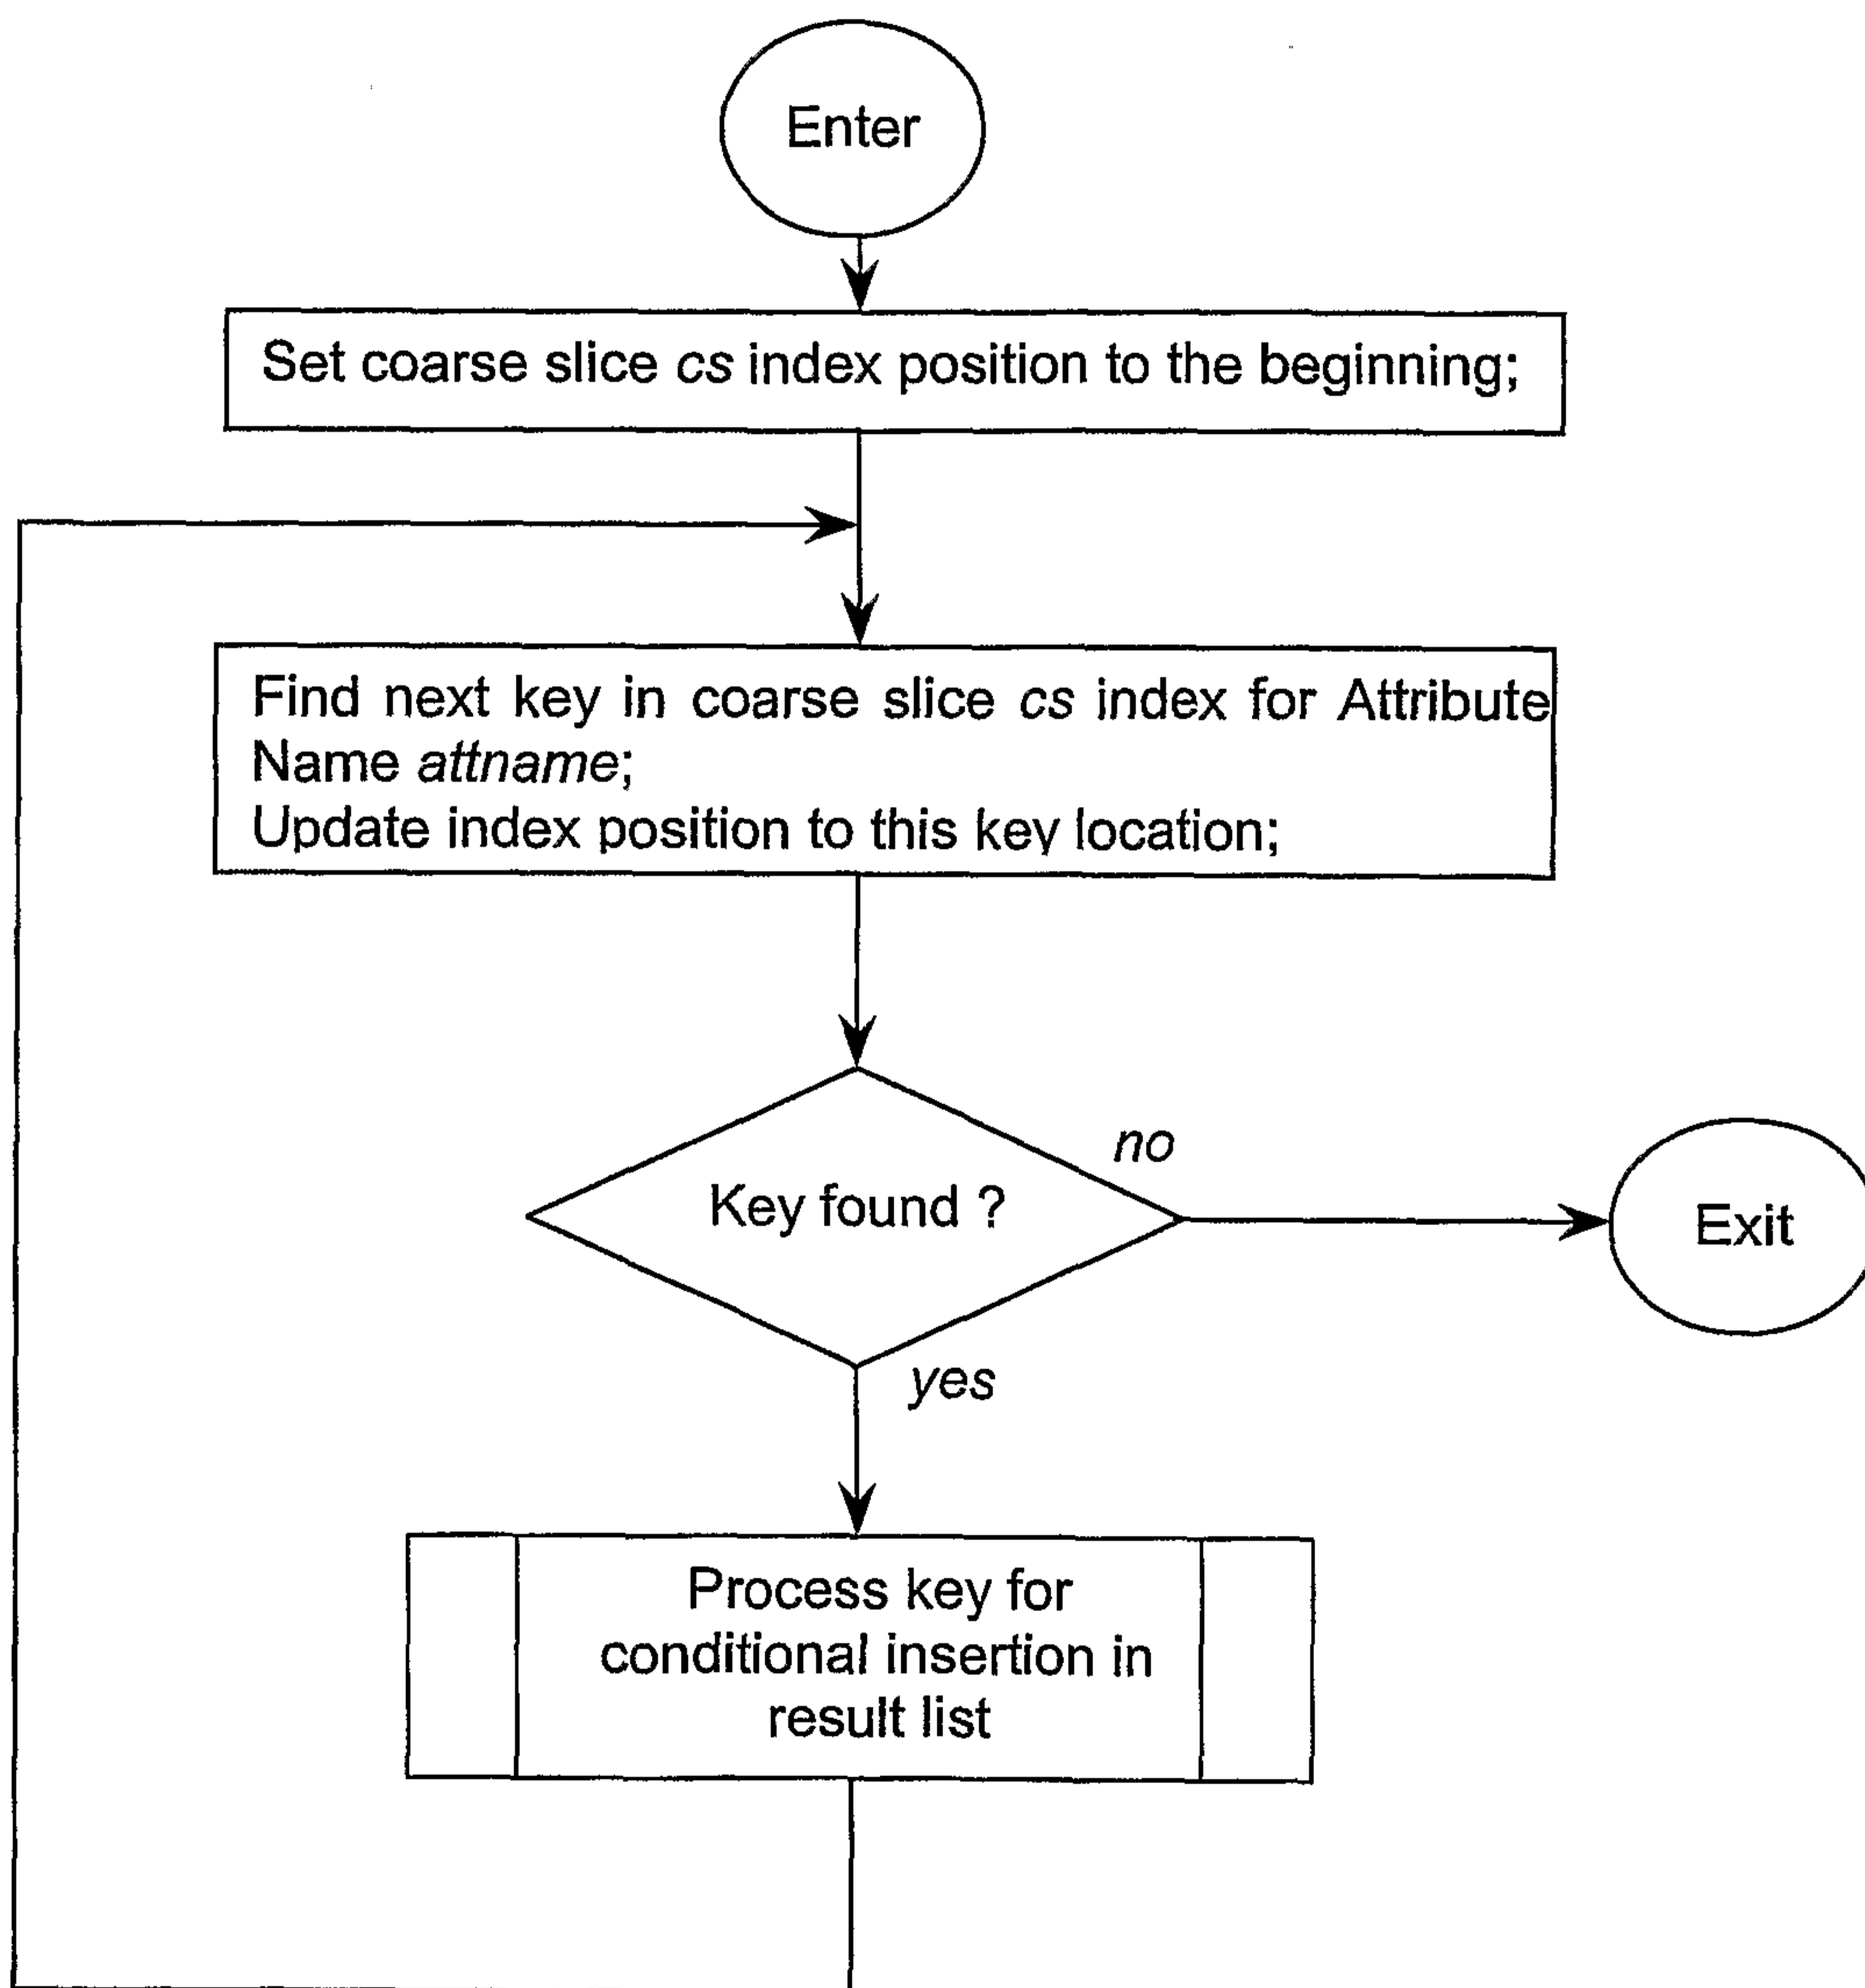 Enter
Set coarse slice cs index position to the beginning;
Find next key in coarse slice cs index for Attribute
Name attname;
Update index position to this key location;
no
Key found ?
Exit
yes
Process key for
conditional insertion in
result list